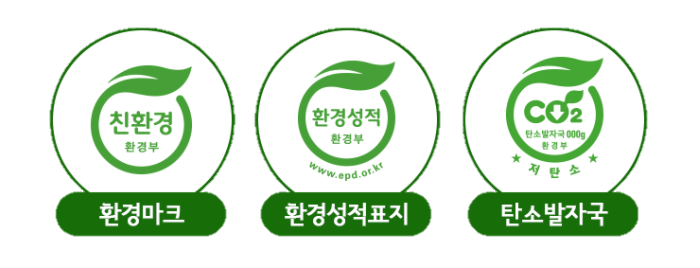 친환경
환경부
환경마크
환경성적
환경부
www.epd.or.kr
환경성적표지
CO2
탄소발자국 000g
환경부
저탄소
탄소발자국